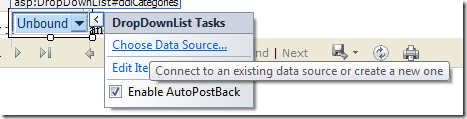 asp:DropDownList#ddlCategories
Unbound
DropDownList Tasks
Choose Data Source...
Edit Ite
Connect to an existing data source or create a new one
Enable AutoPostBack
Next